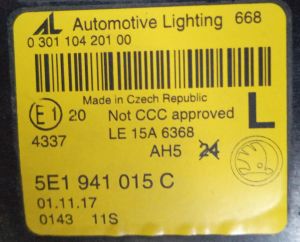 AL Automotive Lighting 668
0 301 104 201 00
Made in Czech Republic
E1 20 Not CCC approved L
4337 LE 15A 6368
AH5 24
5E1 941 015 C
01.11.17
0143 11S